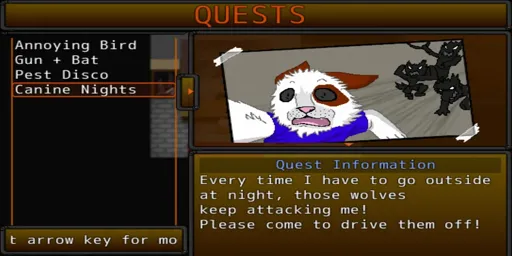 QUESTS
Annoying Bird
Gun + Bat
Pest Disco
Canine Nights
Quest Information
Every time I have to go outside
at night, those wolves
keep attacking me!
Please come to drive them off!
t arrow key for mo